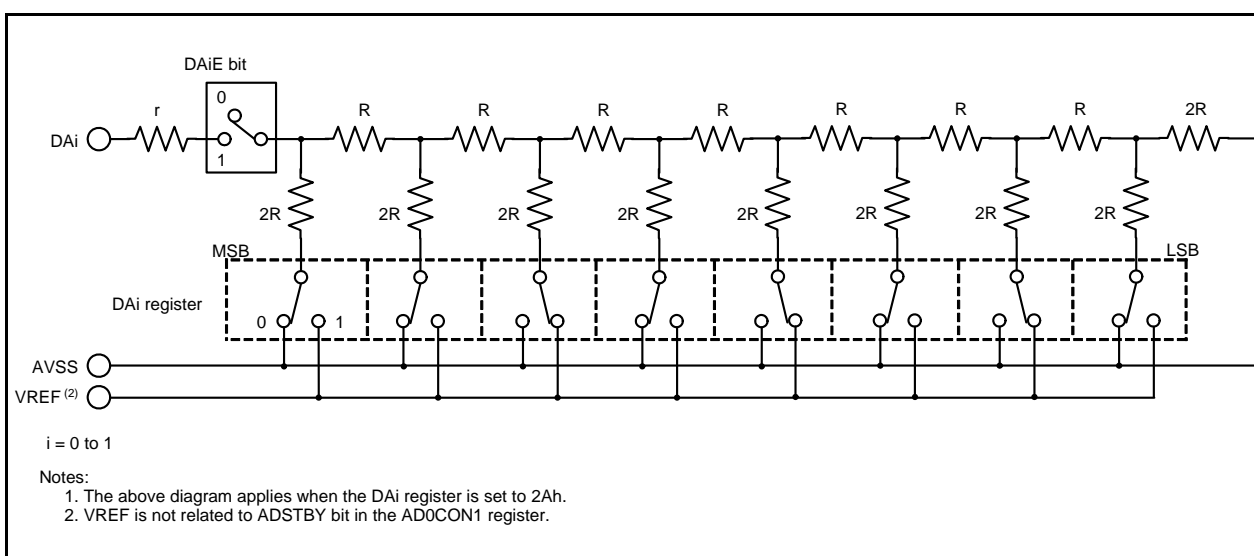 DAiE bit
0
1
r
R
R
R
R
R
R
R
2R
DAi
2R
2R
2R
2R
2R
2R
2R
2R
MSB
LSB
DAi register
0
1
AVSS
VREF (2)
i = 0 to 1
Notes:
1. The above diagram applies when the DAi register is set to 2Ah.
2. VREF is not related to ADSTBY bit in the AD0CON1 register.